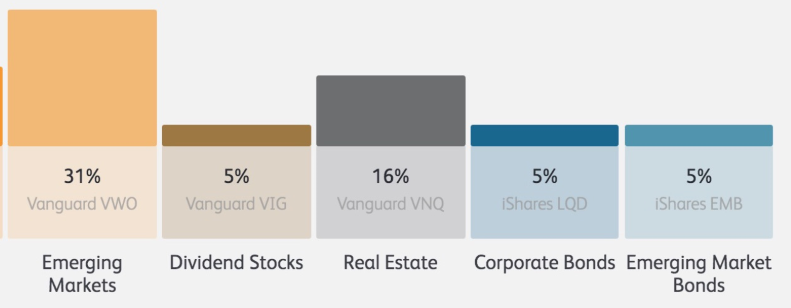 31%
Vanguard VWO
Emerging
Markets
5%
Vanguard VIG
Dividend Stocks
16%
Vanguard VNQ
Real Estate
5%
iShares LQD
Corporate Bonds
5%
iShares EMB
Emerging Market
Bonds